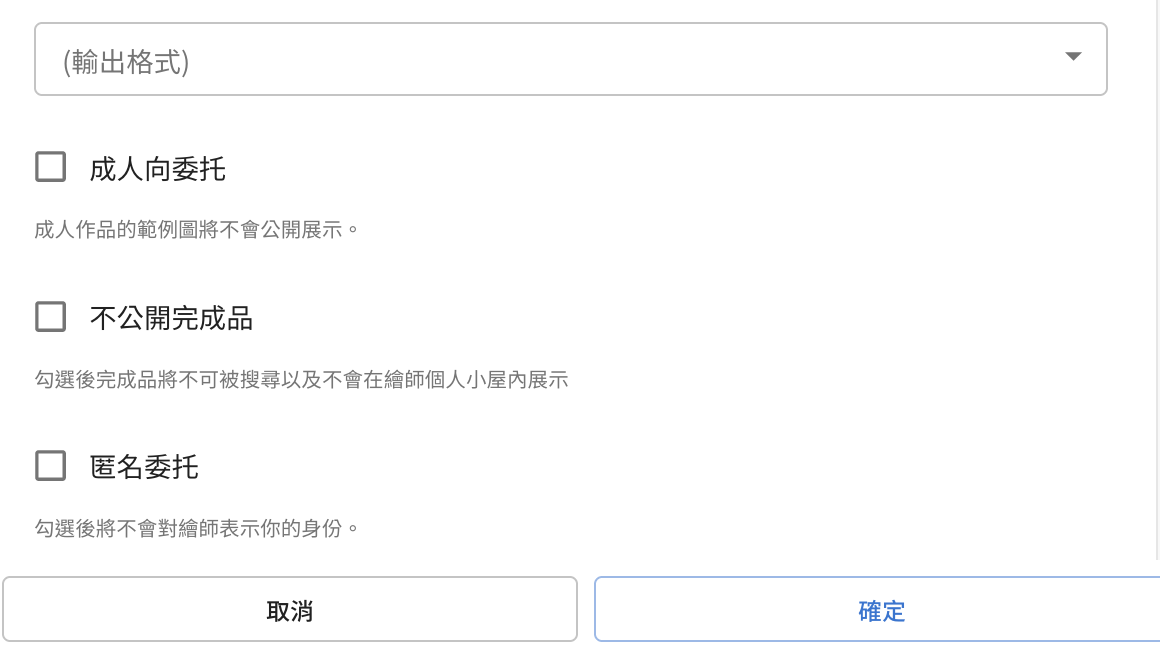 (輸出格式)
成人向委托
成人作品的範例圖將不會公開展示。
不公開完成品
勾選後完成品將不可被搜尋以及不會在繪師個人小屋內展示
匿名委托
勾選後將不會對繪師表示你的身份。
取消
確定